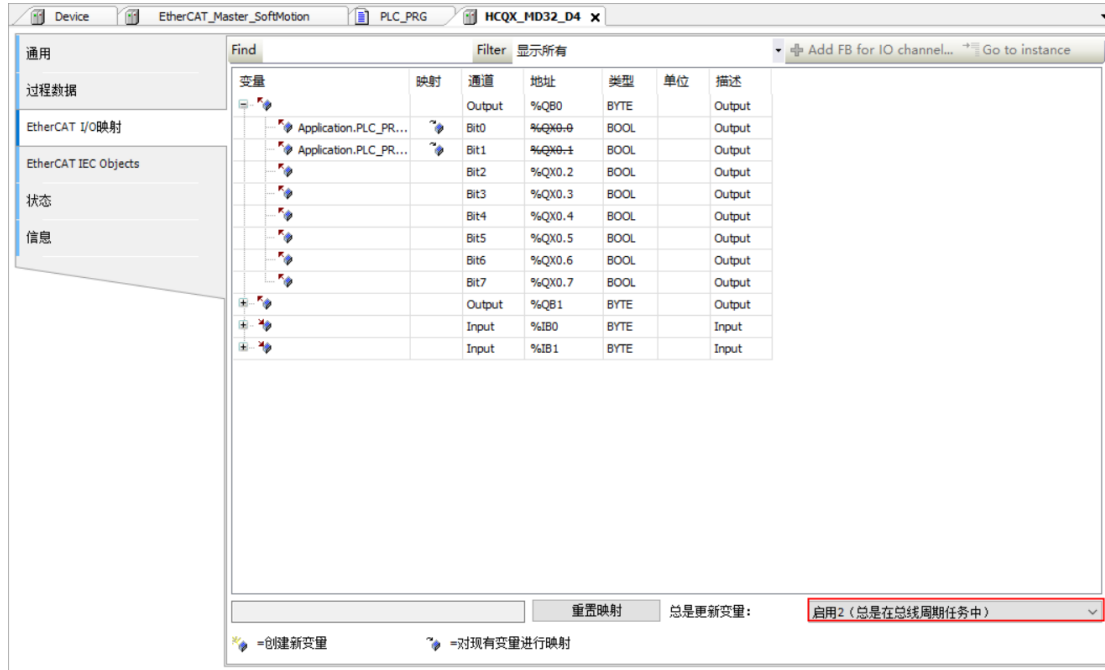 Device EtherCAT_Master_SoftMotion PLC_PRG HCQX_MD32_D4 x
通用
过程数据
EtherCAT I/O映射
EtherCAT IEC Objects
状态
信息
Find Filter 显示所有 Add FB for IO channel... Go to instance
变量 映射 通道 地址 类型 单位 描述
Output %QB0 BYTE Output
Application.PLC_PR... Bit0 %QX0.0 BOOL Output
Application.PLC_PR... Bit1 %QX0.1 BOOL Output
Bit2 %QX0.2 BOOL Output
Bit3 %QX0.3 BOOL Output
Bit4 %QX0.4 BOOL Output
Bit5 %QX0.5 BOOL Output
Bit6 %QX0.6 BOOL Output
Bit7 %QX0.7 BOOL Output
Output %QB1 BYTE Output
Input %IB0 BYTE Input
Input %IB1 BYTE Input
重置映射 总是更新变量: 启用2（总是在总线周期任务中）
=创建新变量 =对现有变量进行映射